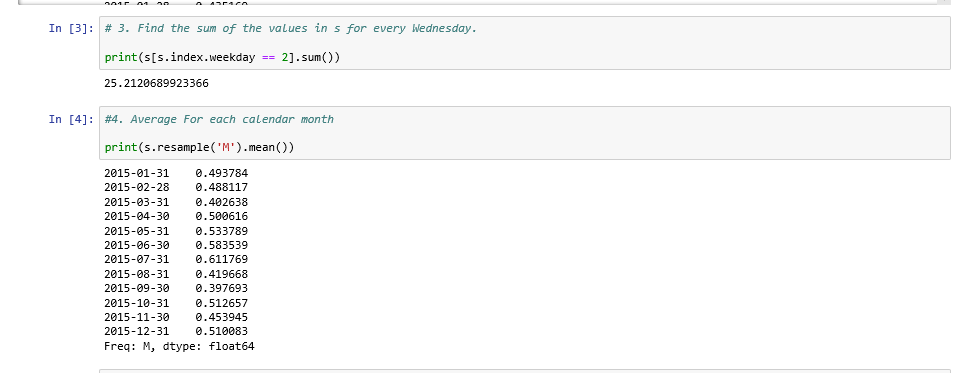 In [3]: # 3. Find the sum of the values in s for every Wednesday.
print(s[s.index.weekday == 2].sum())
25.2120689923366
In [4]: #4. Average For each calendar month
print(s.resample('M').mean())
2015-01-31    0.493784
2015-02-28    0.488117
2015-03-31    0.402638
2015-04-30    0.500616
2015-05-31    0.533789
2015-06-30    0.583539
2015-07-31    0.611769
2015-08-31    0.419668
2015-09-30    0.397693
2015-10-31    0.512657
2015-11-30    0.453945
2015-12-31    0.510083
Freq: M, dtype: float64